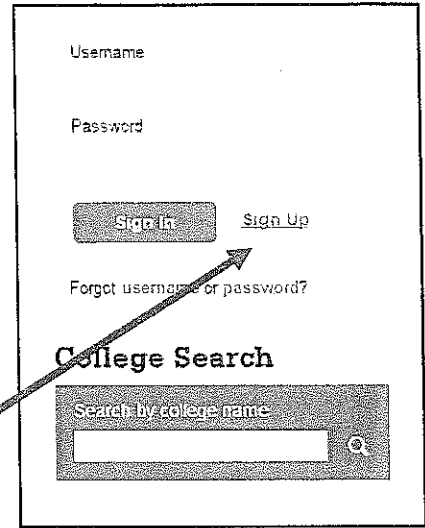 Username
Password
Sign In Sign Up
Forgot username or password?
College Search
Search by college name